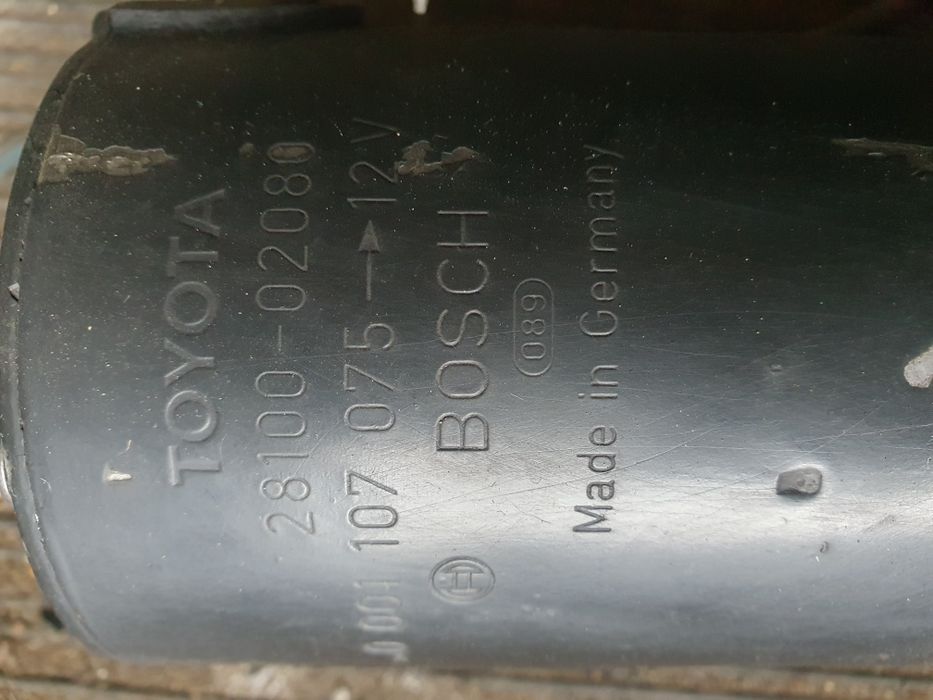 TOYOTA
28100-02080
0 001 107 075 → 12V
BOSCH
089
Made in Germany